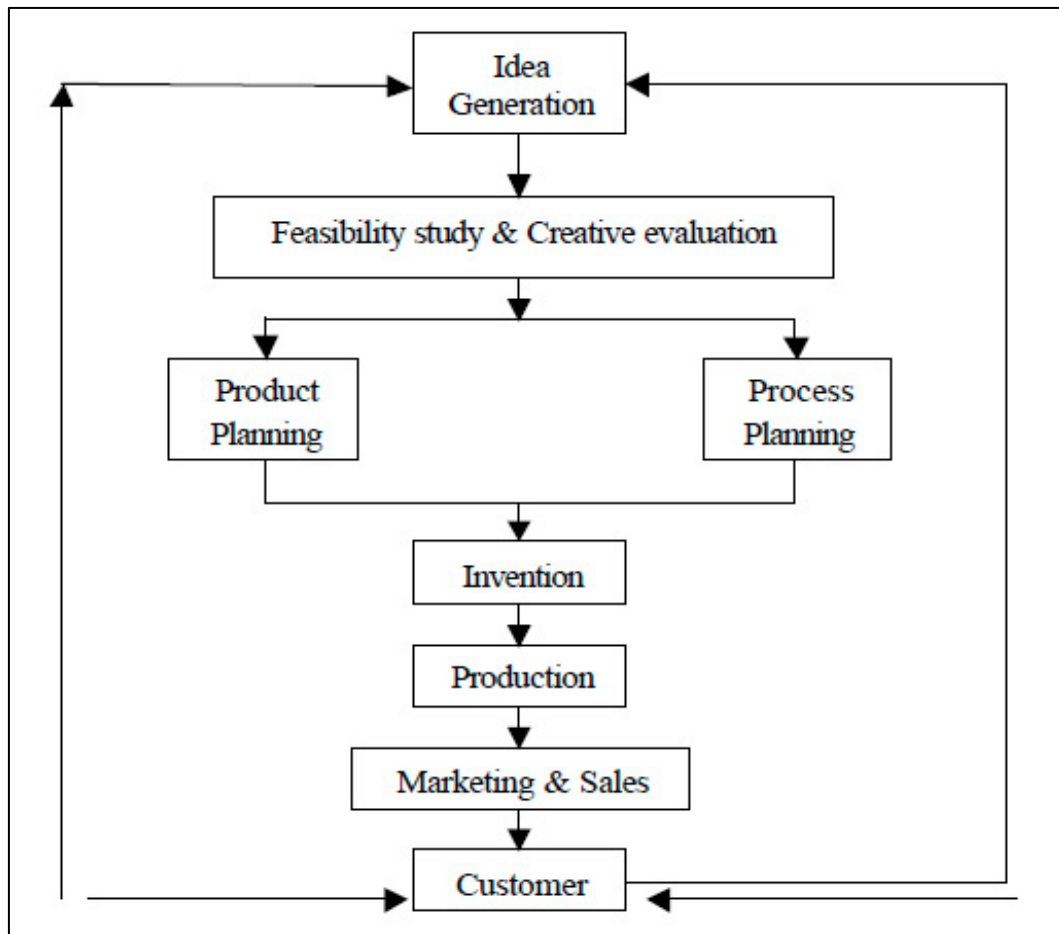 Idea
Generation
Feasibility study & Creative evaluation
Product
Planning
Process
Planning
Invention
Production
Marketing & Sales
Customer